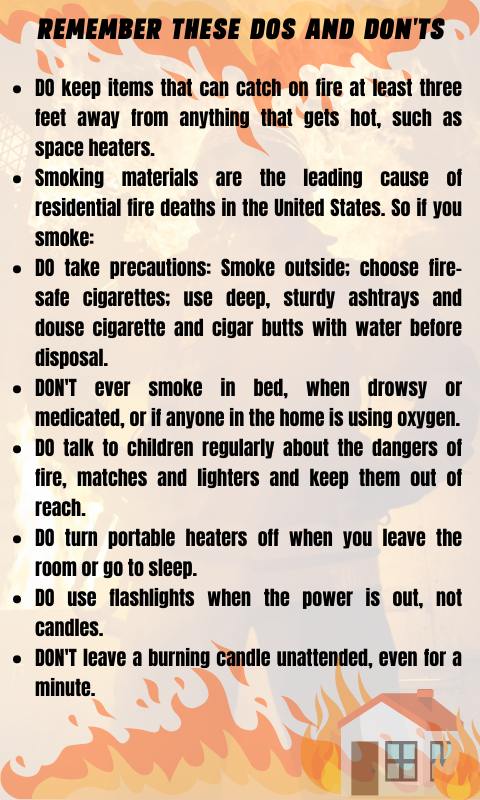 REMEMBER THESE DOS AND DON'TS
• DO keep items that can catch on fire at least three
feet away from anything that gets hot, such as
space heaters.
• Smoking materials are the leading cause of
residential fire deaths in the United States. So if you
smoke:
• DO take precautions: Smoke outside; choose fire-
safe cigarettes; use deep, sturdy ashtrays and
douse cigarette and cigar butts with water before
disposal.
• DON'T ever smoke in bed, when drowsy or
medicated, or if anyone in the home is using oxygen.
• DO talk to children regularly about the dangers of
fire, matches and lighters and keep them out of
reach.
• DO turn portable heaters off when you leave the
room or go to sleep.
• DO use flashlights when the power is out, not
candles.
• DON'T leave a burning candle unattended, even for a
minute.